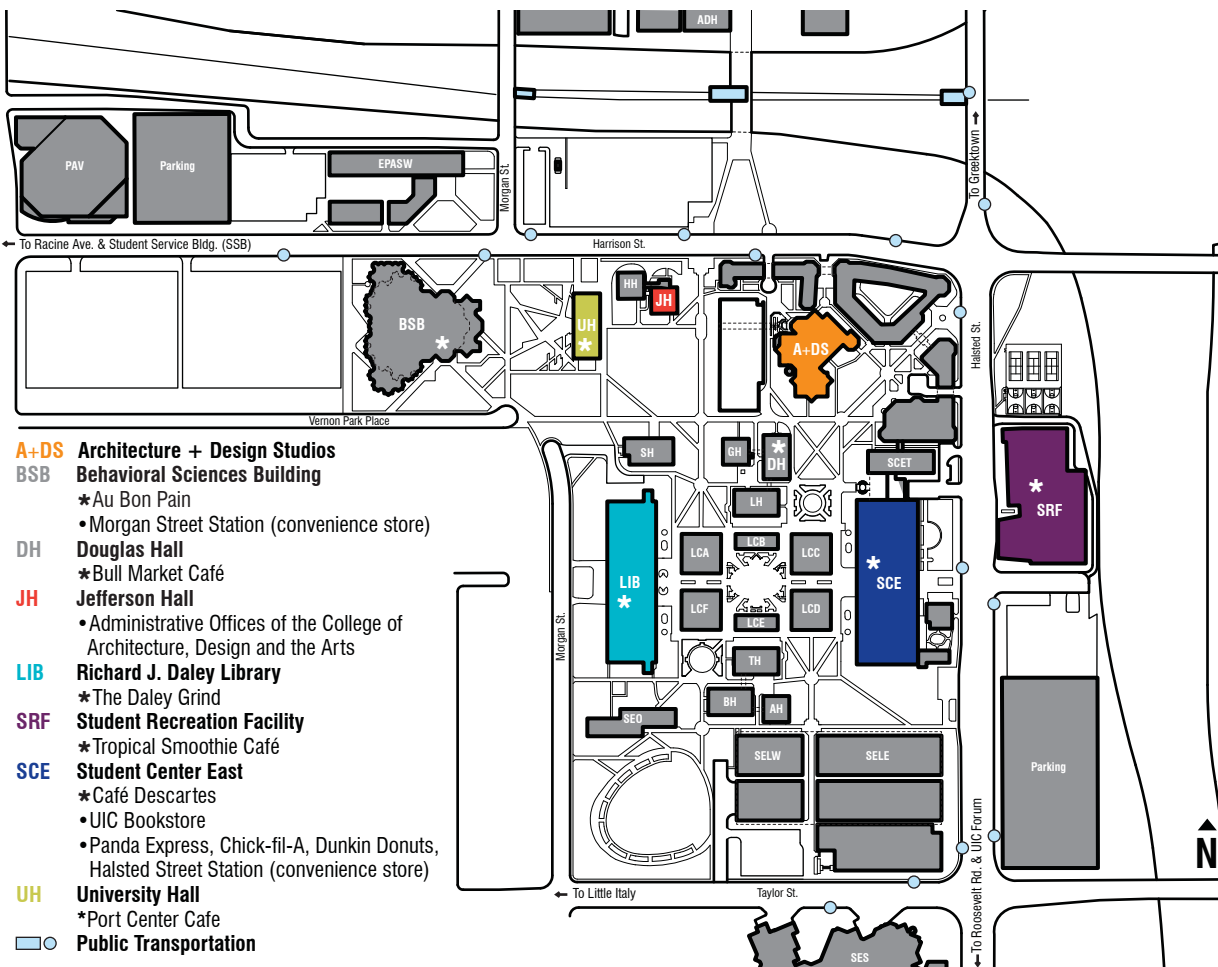 ADH
PAV
Parking
EPASW
Morgan St.
To Greektown
To Racine Ave. & Student Service Bldg. (SSB)
Harrison St.
HH
JH
BSB
*
UH
*
A+DS
Halsted St.
Vernon Park Place
SH
GH
*
DH
SCET
LH
*
SRF
LCA
LCB
LCC
LIB
*
*
SCE
LCF
LCE
LCD
Morgan St.
TH
BH
AH
SEO
SELW
SELE
Parking
To Roosevelt Rd. & UIC Forum
N
To Little Italy
Taylor St.
SES
A+DS Architecture + Design Studios
BSB Behavioral Sciences Building
*Au Bon Pain
•Morgan Street Station (convenience store)
DH Douglas Hall
*Bull Market Café
JH Jefferson Hall
•Administrative Offices of the College of
Architecture, Design and the Arts
LIB Richard J. Daley Library
*The Daley Grind
SRF Student Recreation Facility
*Tropical Smoothie Café
SCE Student Center East
*Café Descartes
•UIC Bookstore
•Panda Express, Chick-fil-A, Dunkin Donuts,
Halsted Street Station (convenience store)
UH University Hall
*Port Center Cafe
Public Transportation